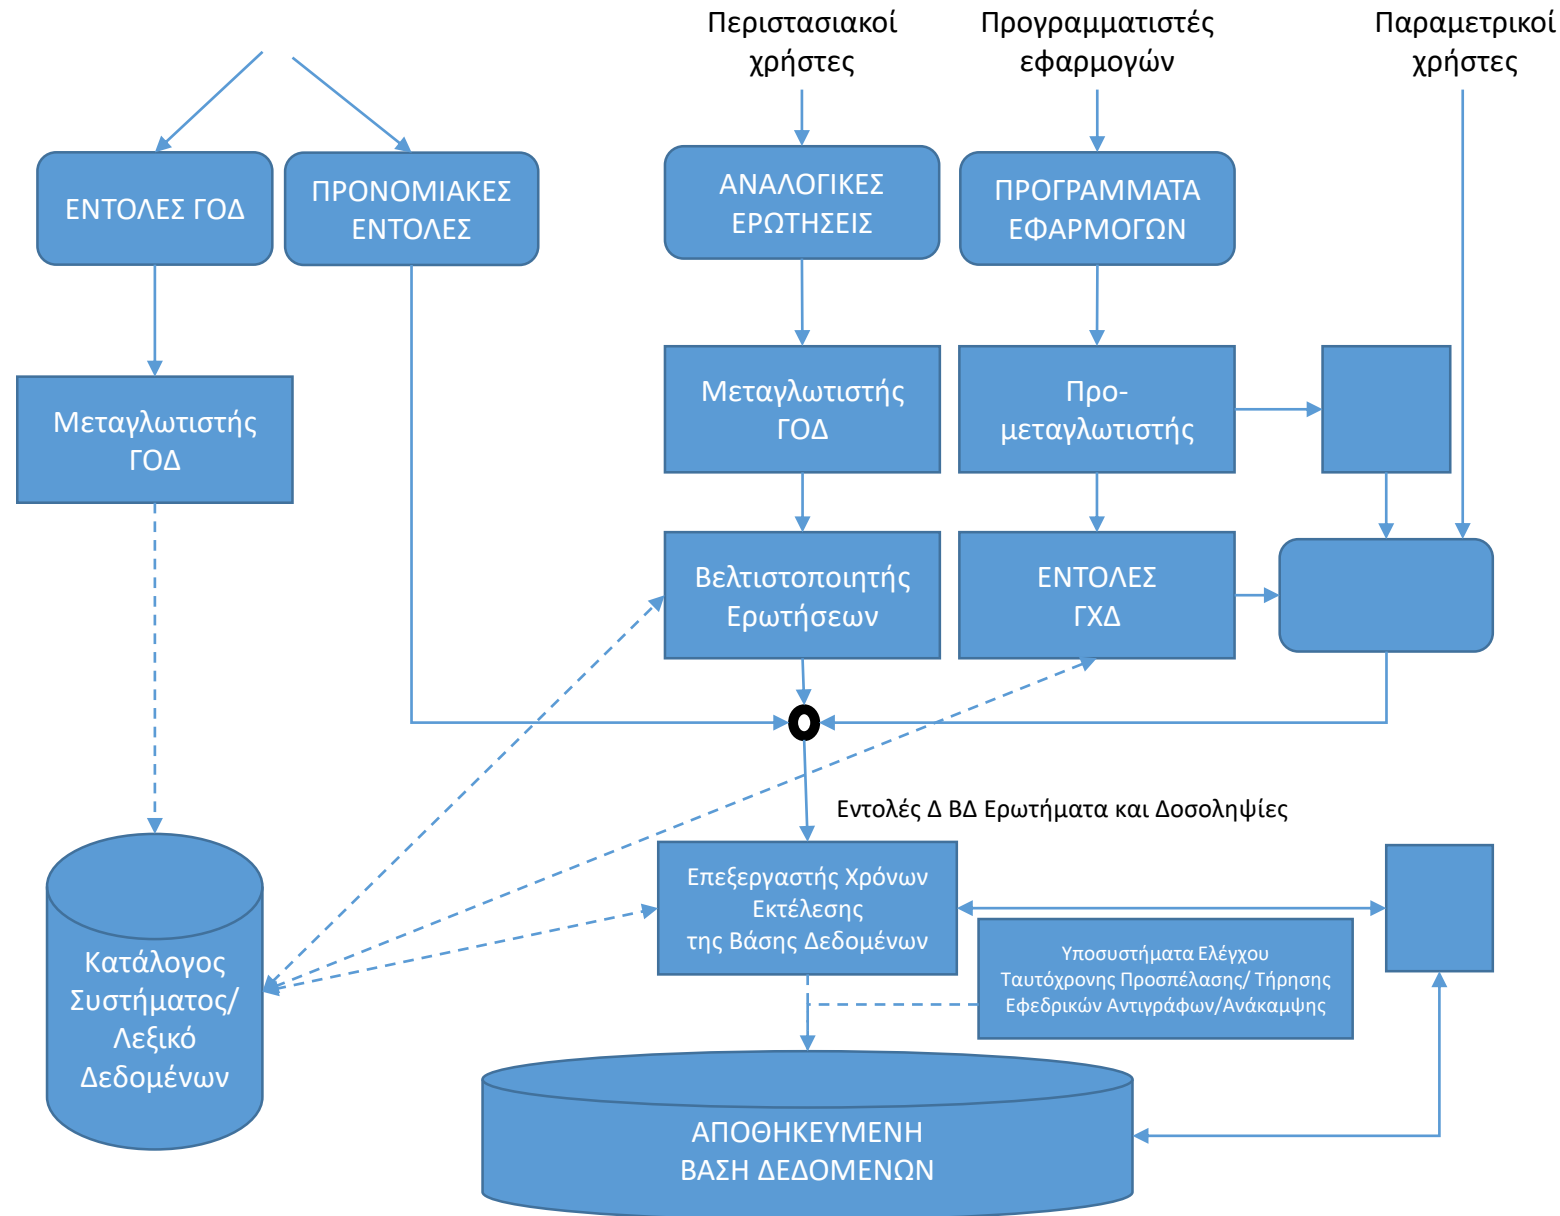 Περιστασιακοί
χρήστες
Προγραμματιστές
εφαρμογών
Παραμετρικοί
χρήστες
ΕΝΤΟΛΕΣ ΓΟΔ
ΠΡΟΝΟΜΙΑΚΕΣ
ΕΝΤΟΛΕΣ
ΑΝΑΛΟΓΙΚΕΣ
ΕΡΩΤΗΣΕΙΣ
ΠΡΟΓΡΑΜΜΑΤΑ
ΕΦΑΡΜΟΓΩΝ
Μεταγλωτιστής
ΓΟΔ
Μεταγλωτιστής
ΓΟΔ
Προ-
μεταγλωτιστής
Βελτιστοποιητής
Ερωτήσεων
ΕΝΤΟΛΕΣ
ΓΧΔ
Εντολές Δ ΒΔ Ερωτήματα και Δοσοληψίες
Επεξεργαστής Χρόνων
Εκτέλεσης
της Βάσης Δεδομένων
Υποσυστήματα Ελέγχου
Ταυτόχρονης Προσπέλασης/ Τήρησης
Εφεδρικών Αντιγράφων/Ανάκαμψης
Κατάλογος
Συστήματος/
Λεξικό
Δεδομένων
ΑΠΟΘΗΚΕΥΜΕΝΗ
ΒΑΣΗ ΔΕΔΟΜΕΝΩΝ